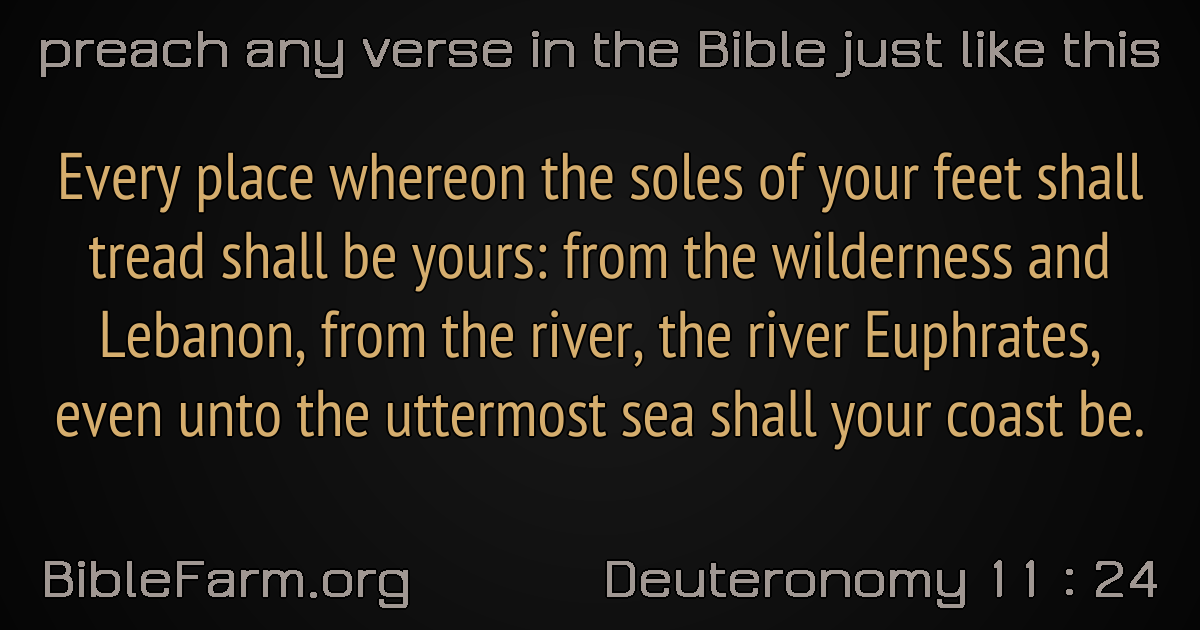 preach any verse in the Bible just like this
Every place whereon the soles of your feet shall
tread shall be yours: from the wilderness and
Lebanon, from the river, the river Euphrates,
even unto the uttermost sea shall your coast be.
BibleFarm.org
Deuteronomy 11 : 24